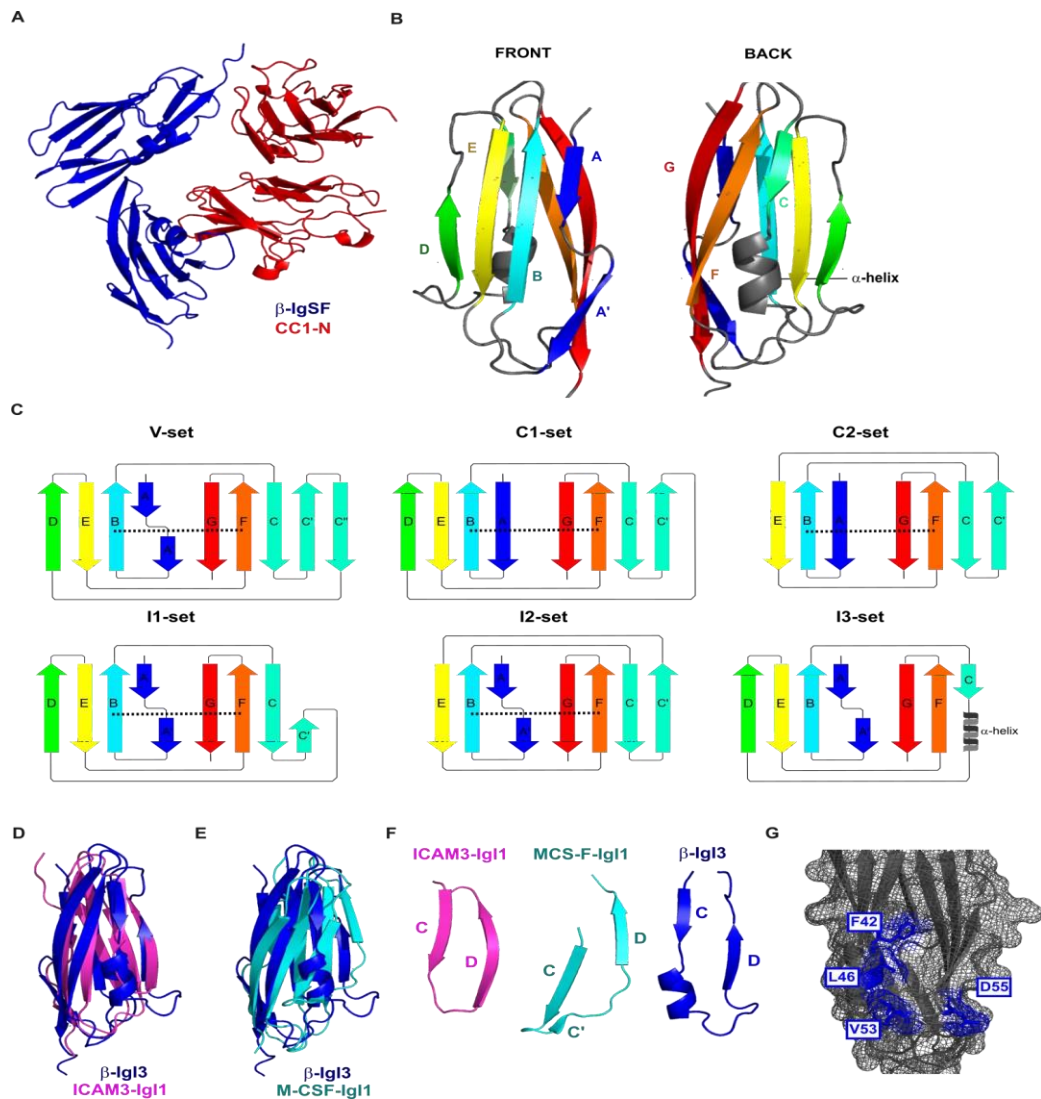 A
B
FRONT
BACK
E
A
D
B
A'
G
C
F
α-helix
β-IgSF
CC1-N
C
V-set
C1-set
C2-set
D E B A A G F C C' C"
D E B A G F C C'
E B A G F C C'
I1-set
I2-set
I3-set
D E B A A G F C C'
E B A A G F C C'
D E B A A G F C
α-helix
D
E
F
G
ICAM3-IgI1
MCS-F-IgI1
β-IgI3
C
D
C
D
C'
C
D
F42
L46
D55
V53
β-IgI3
ICAM3-IgI1
β-IgI3
M-CSF-IgI1